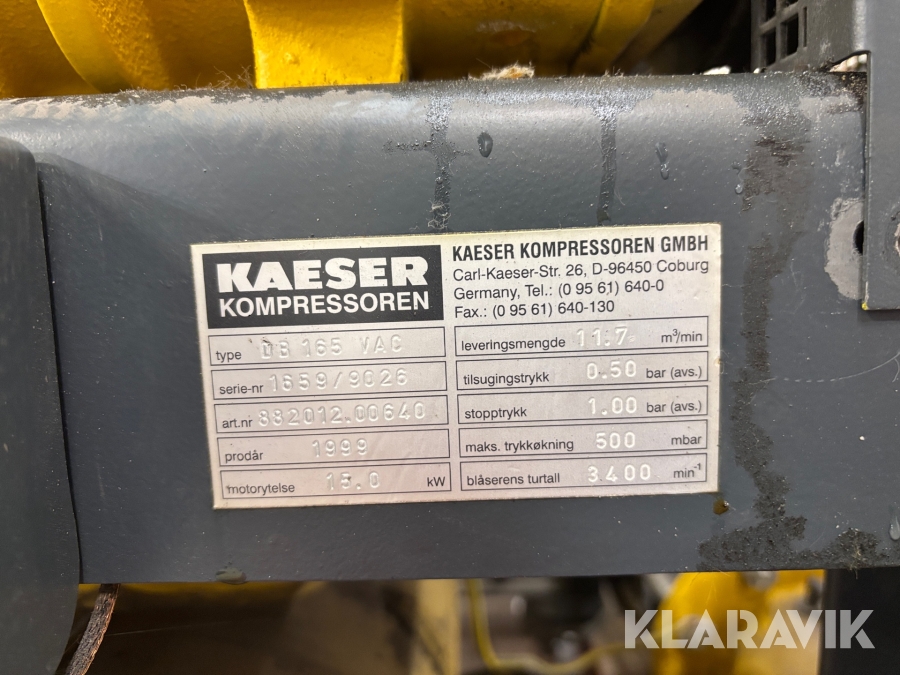 KAESER
KOMPRESSOREN
KAESER KOMPRESSOREN GMBH
Carl-Kaeser-Str. 26, D-96450 Coburg
Germany, Tel.: (0 95 61) 640-0
Fax.: (0 95 61) 640-130
type DB 165 VAC
serie-nr 1659/9026
art.nr 882012.00640
prodår 1999
motorytelse 15.0 kW
leveringsmengde 11.7 m³/min
tilsugingstrykk 0.50 bar (avs.)
stopptrykk 1.00 bar (avs.)
maks. trykkøkning 500 mbar
blåserens turtall 3400 min⁻¹
KLARAVIK